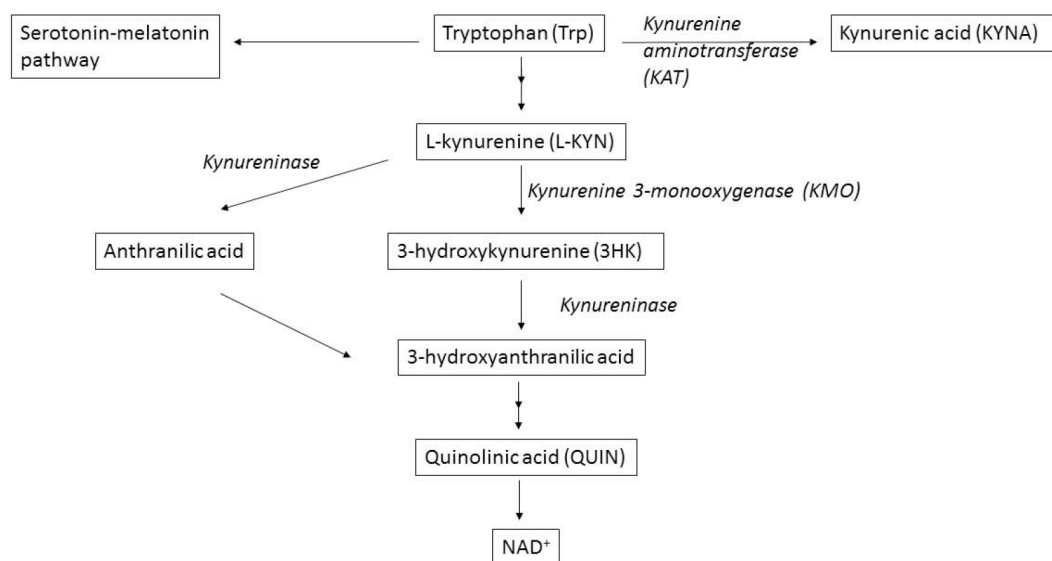 Serotonin-melatonin
pathway
Tryptophan (Trp)
Kynurenine
aminotransferase
(KAT)
Kynurenic acid (KYNA)
L-kynurenine (L-KYN)
Kynureninase
Kynurenine 3-monooxygenase (KMO)
Anthranilic acid
3-hydroxykynurenine (3HK)
Kynureninase
3-hydroxyanthranilic acid
Quinolinic acid (QUIN)
NAD⁺